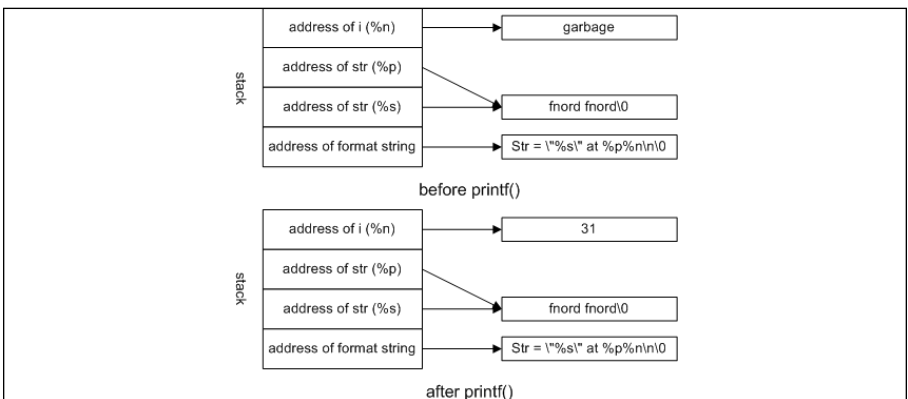 address of i (%n) garbage
address of str (%p)
stack
address of str (%s) fnord fnord\0
address of format string Str = \"%s\" at %p%n\n\0
before printf()
address of i (%n) 31
address of str (%p)
stack
address of str (%s) fnord fnord\0
address of format string Str = \"%s\" at %p%n\n\0
after printf()